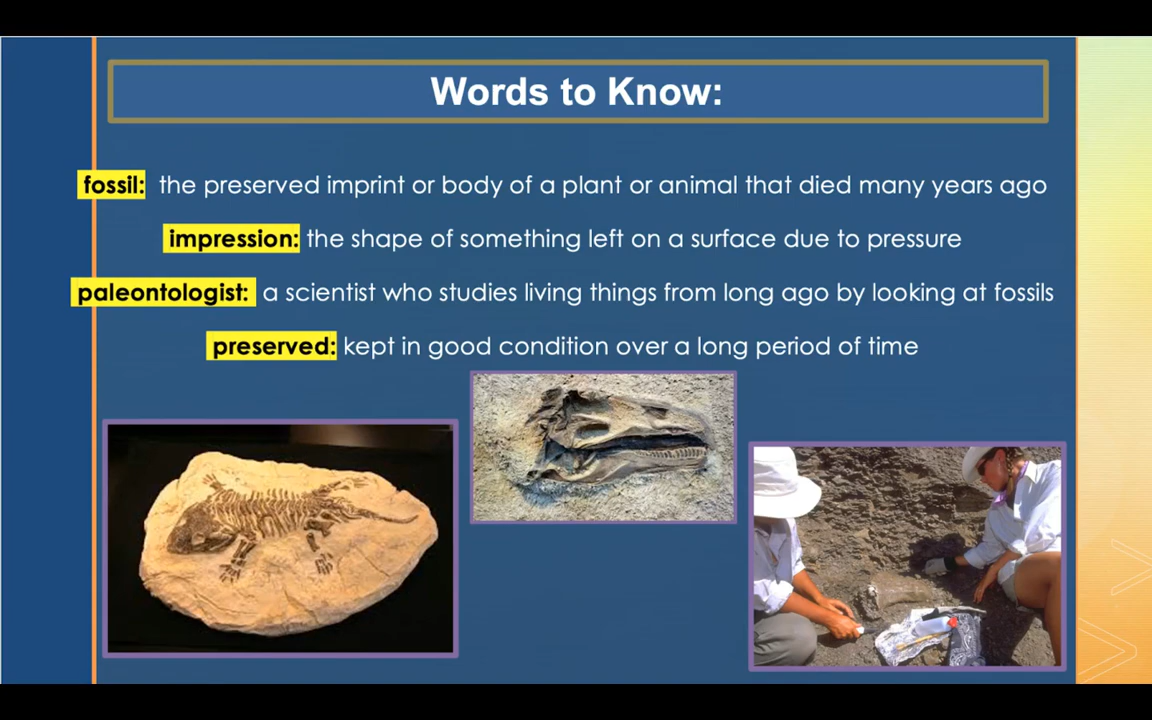 Words to Know:
fossil: the preserved imprint or body of a plant or animal that died many years ago
impression: the shape of something left on a surface due to pressure
paleontologist: a scientist who studies living things from long ago by looking at fossils
preserved: kept in good condition over a long period of time